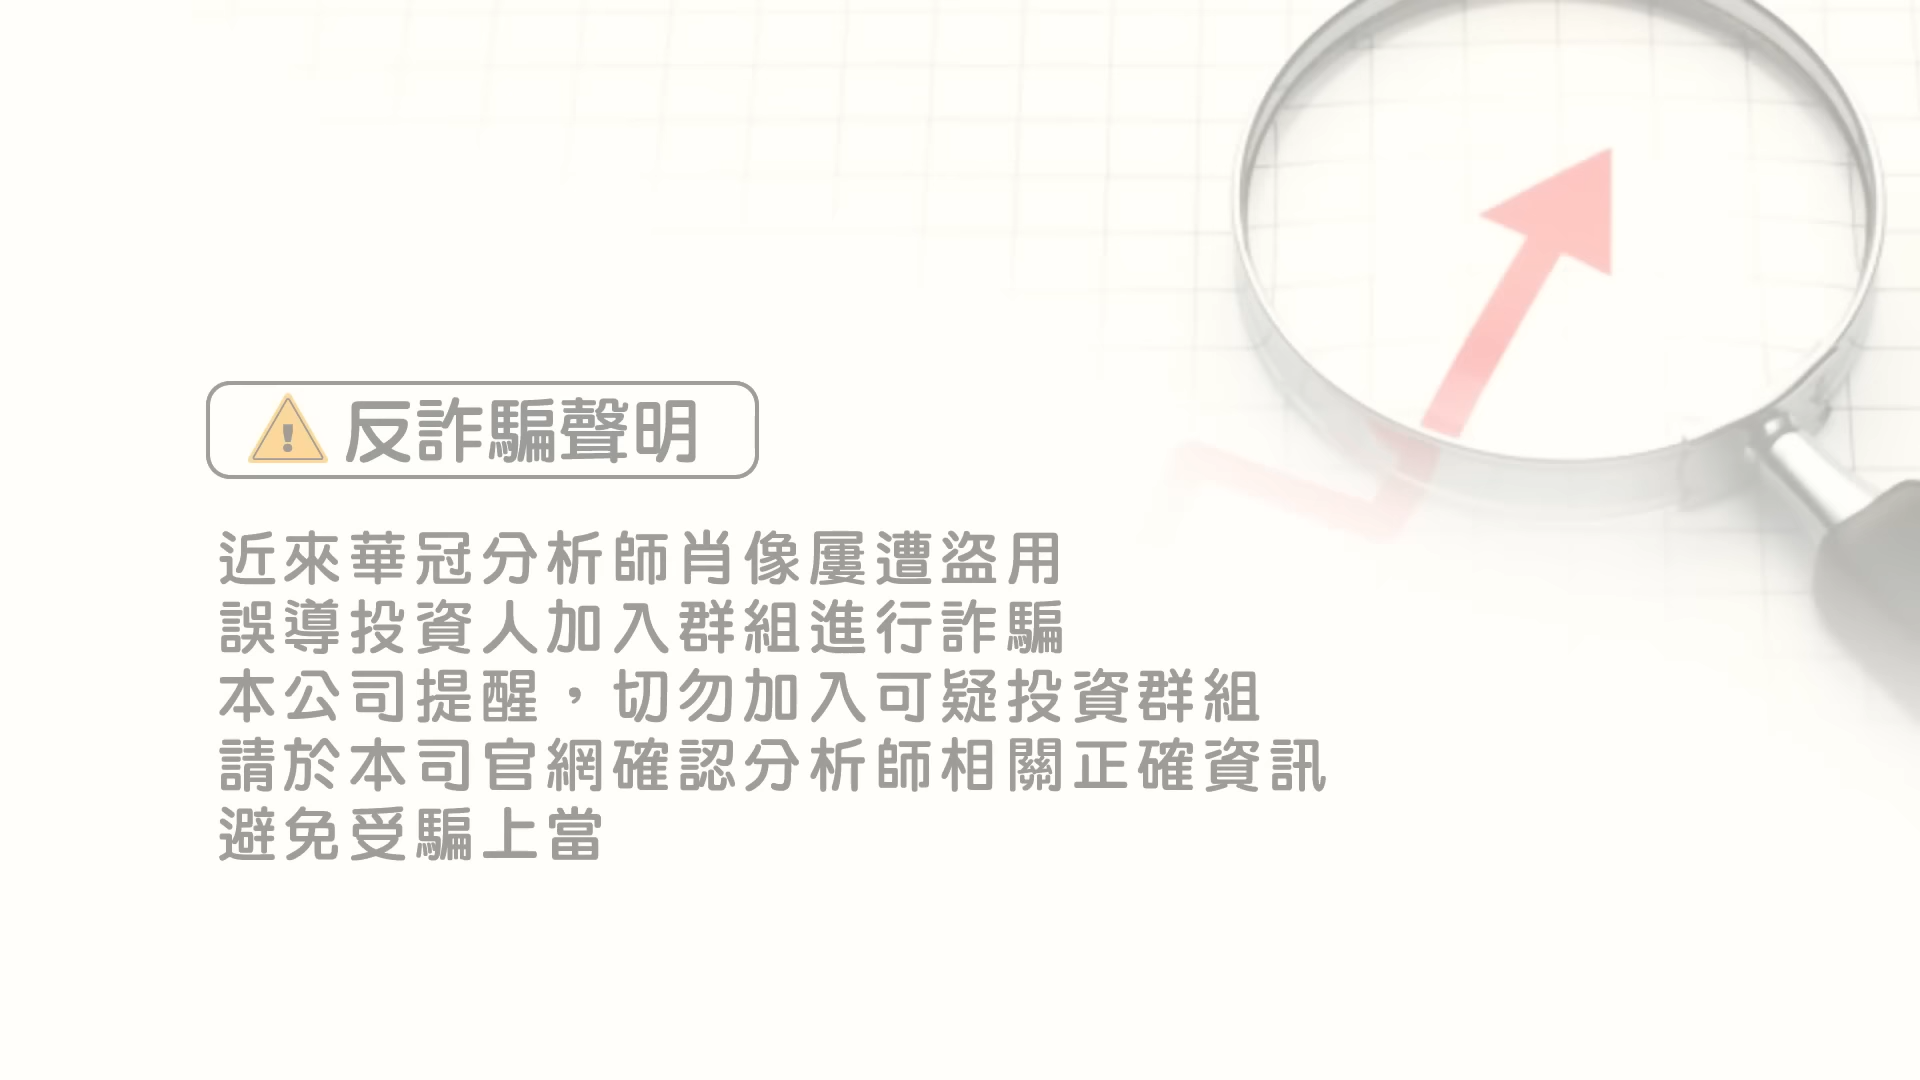 反詐騙聲明
近來華冠分析師肖像屢遭盜用
誤導投資人加入群組進行詐騙
本公司提醒，切勿加入可疑投資群組
請於本司官網確認分析師相關正確資訊
避免受騙上當